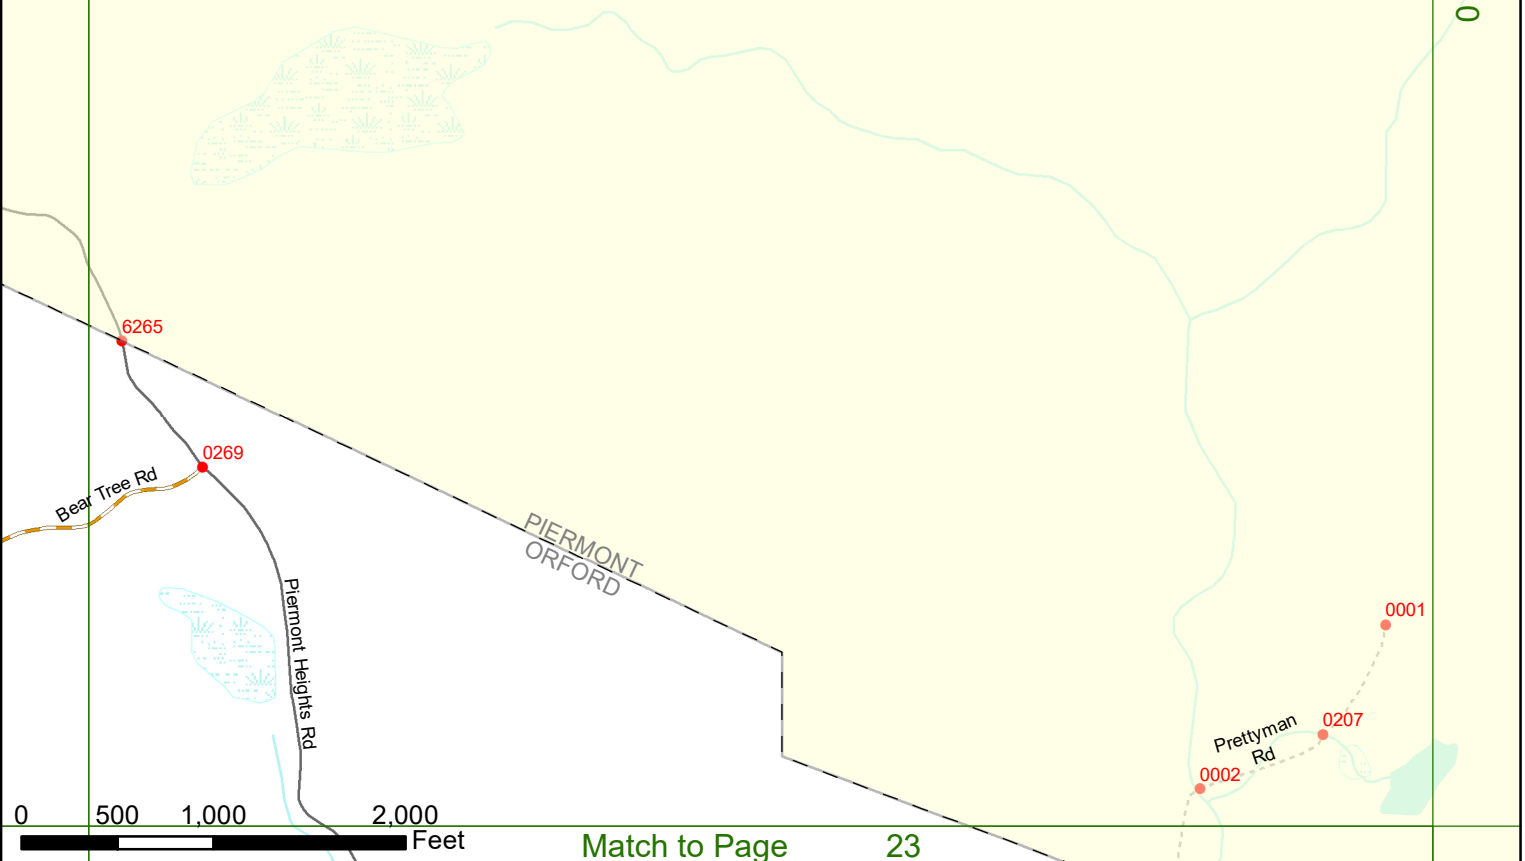 0
6265
0269
Bear Tree Rd
PIERMONT
ORFORD
Piermont Heights Rd
0001
0207
Prettyman
Rd
0002
0 500 1,000 2,000
Feet
Match to Page 23